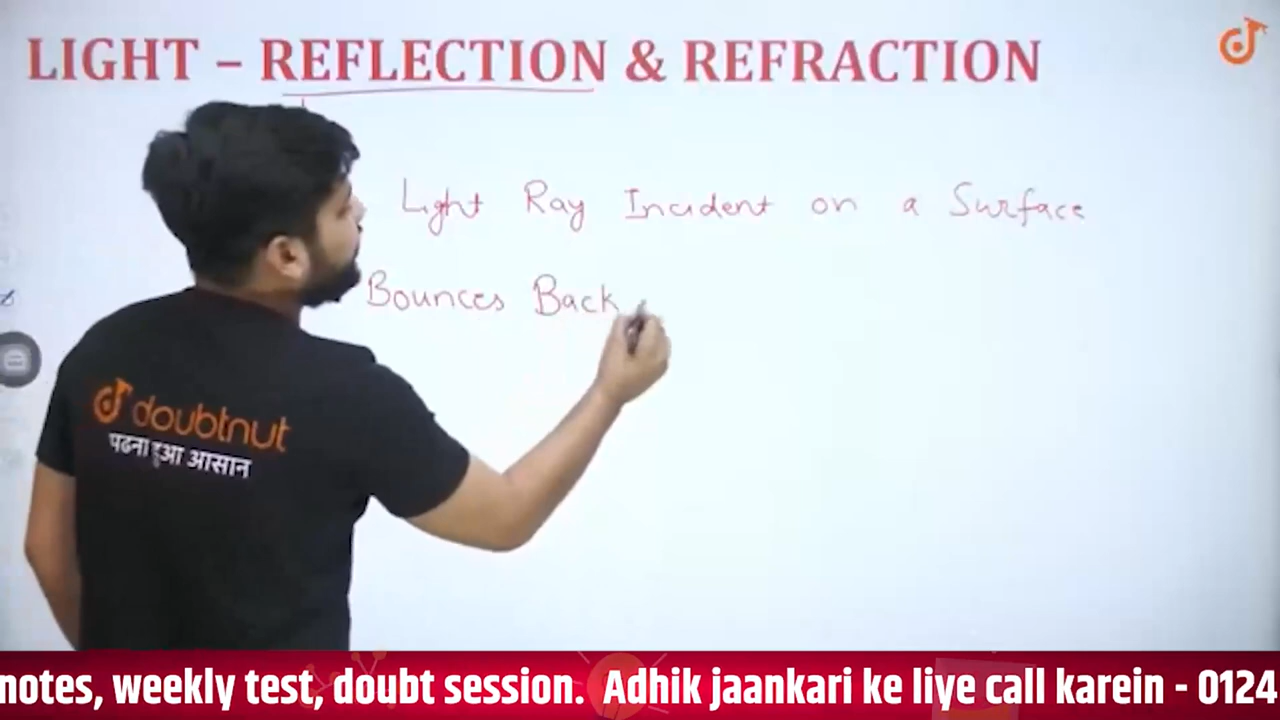 LIGHT – REFLECTION & REFRACTION
Light Ray Incident on a Surface
Bounces Back
doubtnut
पढना हुआ आसान
notes, weekly test, doubt session. Adhik jaankari ke liye call karein - 0124